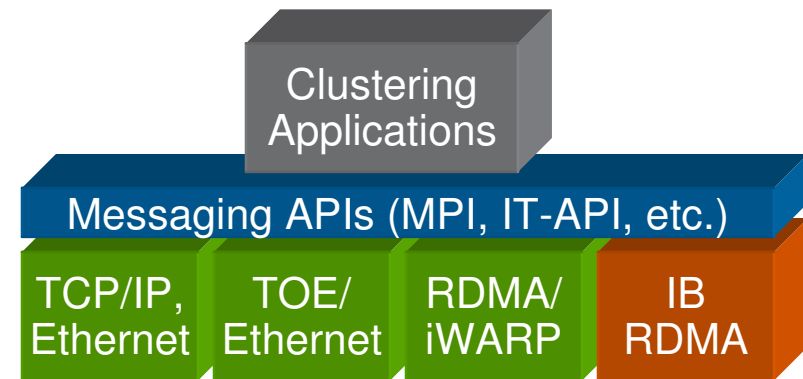 Clustering
Applications
Messaging APIs (MPI, IT-API, etc.)
TCP/IP,
Ethernet
TOE/
Ethernet
RDMA/
iWARP
IB
RDMA